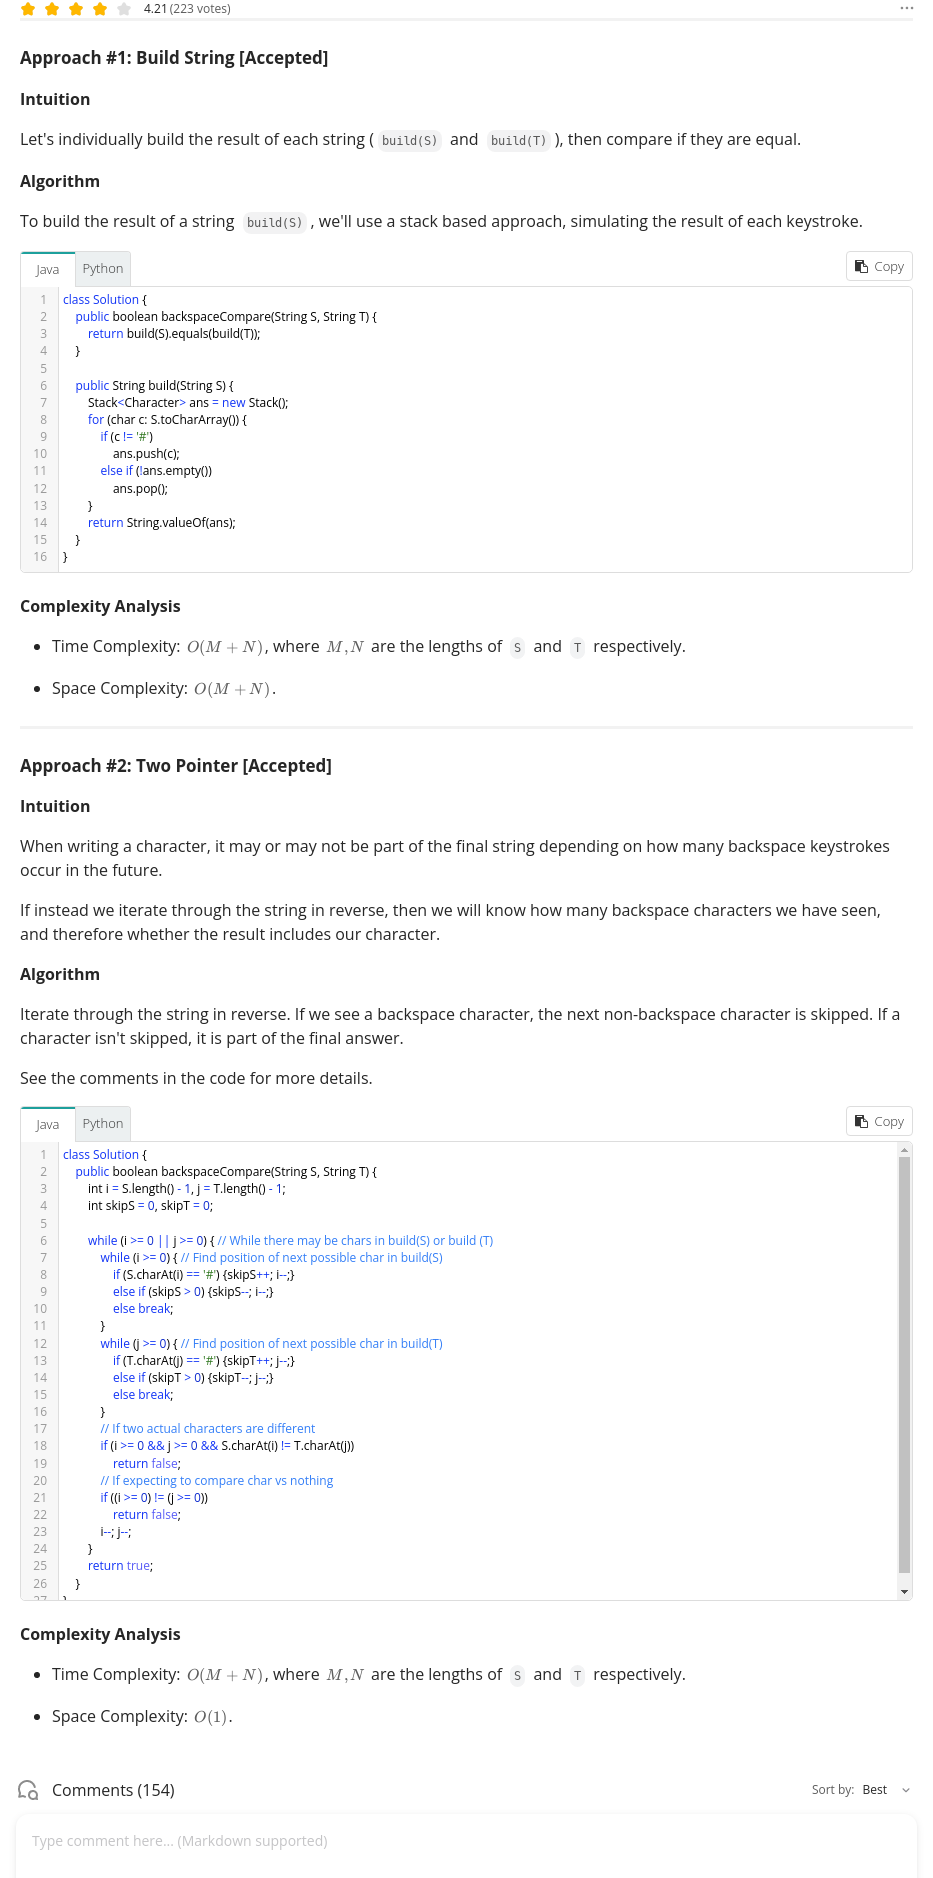 4.21 (223 votes)
Approach #1: Build String [Accepted]
Intuition
Let's individually build the result of each string ( build(S) and build(T) ), then compare if they are equal.
Algorithm
To build the result of a string build(S) , we'll use a stack based approach, simulating the result of each keystroke.
Java Python Copy
1 class Solution {
2 public boolean backspaceCompare(String S, String T) {
3 return build(S).equals(build(T));
4 }
5
6 public String build(String S) {
7 Stack<Character> ans = new Stack();
8 for (char c: S.toCharArray()) {
9 if (c != '#')
10 ans.push(c);
11 else if (!ans.empty())
12 ans.pop();
13 }
14 return String.valueOf(ans);
15 }
16 }
Complexity Analysis
• Time Complexity: O(M + N), where M, N are the lengths of S and T respectively.
• Space Complexity: O(M + N).
Approach #2: Two Pointer [Accepted]
Intuition
When writing a character, it may or may not be part of the final string depending on how many backspace keystrokes
occur in the future.
If instead we iterate through the string in reverse, then we will know how many backspace characters we have seen,
and therefore whether the result includes our character.
Algorithm
Iterate through the string in reverse. If we see a backspace character, the next non-backspace character is skipped. If a
character isn't skipped, it is part of the final answer.
See the comments in the code for more details.
Java Python Copy
1 class Solution {
2 public boolean backspaceCompare(String S, String T) {
3 int i = S.length() - 1, j = T.length() - 1;
4 int skipS = 0, skipT = 0;
5
6 while (i >= 0 || j >= 0) { // While there may be chars in build(S) or build (T)
7 while (i >= 0) { // Find position of next possible char in build(S)
8 if (S.charAt(i) == '#') {skipS++; i--;}
9 else if (skipS > 0) {skipS--; i--;}
10 else break;
11 }
12 while (j >= 0) { // Find position of next possible char in build(T)
13 if (T.charAt(j) == '#') {skipT++; j--;}
14 else if (skipT > 0) {skipT--; j--;}
15 else break;
16 }
17 // If two actual characters are different
18 if (i >= 0 && j >= 0 && S.charAt(i) != T.charAt(j))
19 return false;
20 // If expecting to compare char vs nothing
21 if ((i >= 0) != (j >= 0))
22 return false;
23 i--; j--;
24 }
25 return true;
26 }
27 }
Complexity Analysis
• Time Complexity: O(M + N), where M, N are the lengths of S and T respectively.
• Space Complexity: O(1).
Comments (154) Sort by: Best
Type comment here... (Markdown supported)